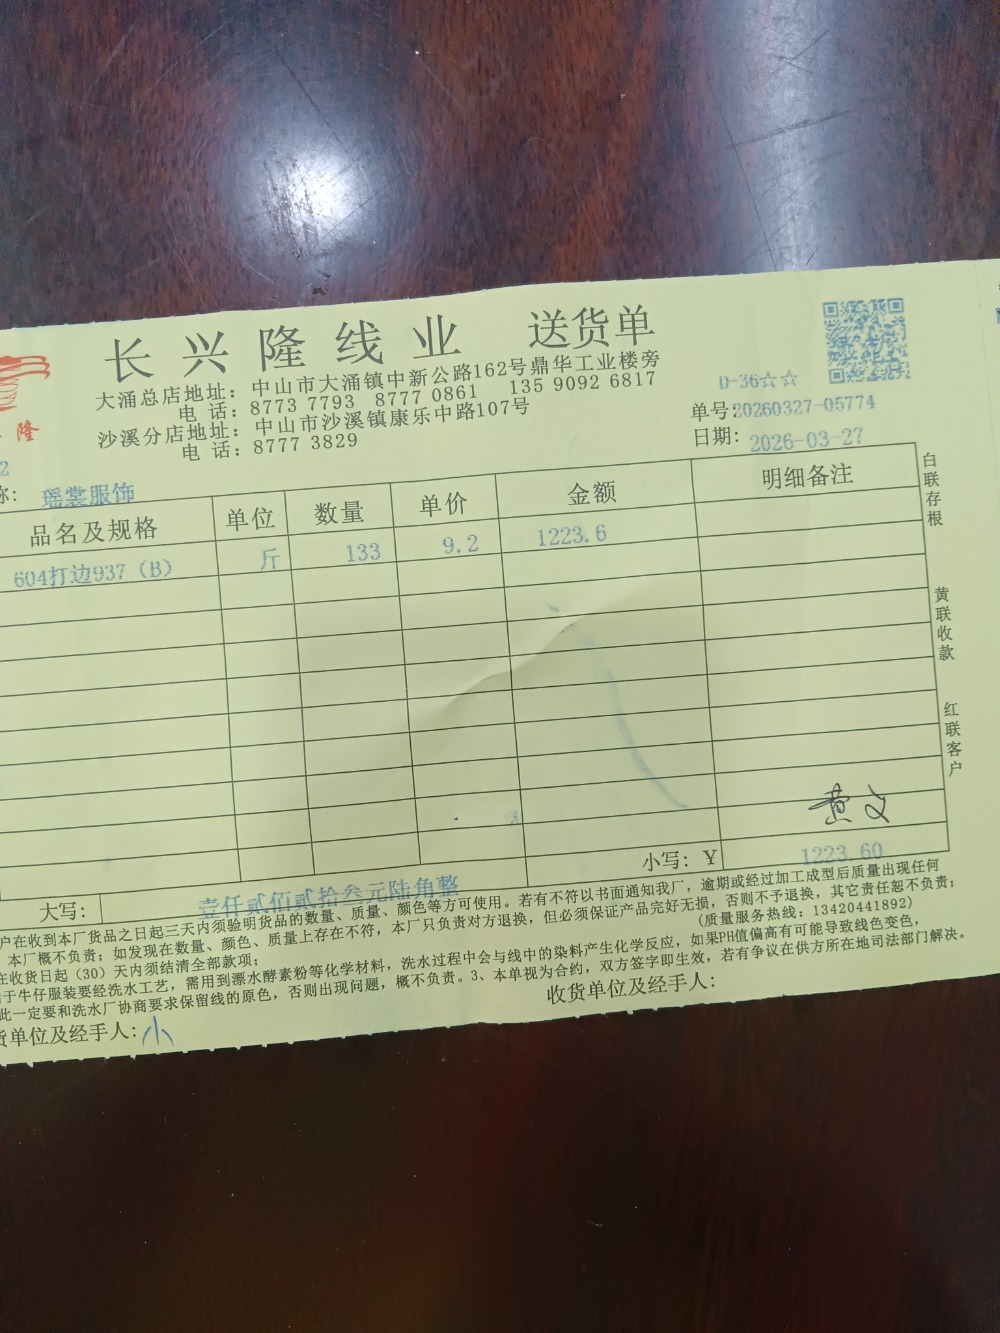 长兴隆线业 送货单
大涌总店地址：中山市大涌镇中新公路162号鼎华工业楼旁
电 话：8773 7793 8777 0861 135 9092 6817
沙溪分店地址：中山市沙溪镇康乐中路107号
电 话：8777 3829
隆
D-36☆☆
单号20260327-05774
日期：2026-03-27
2
称：瑶裳服饰
品名及规格 单位 数量 单价 金额 明细备注
604打边937（B） 斤 133 9.2 1223.6
白联存根
黄联收款
红联客户
黄文
小写：￥ 1223.60
大写：壹仟贰佰贰拾叁元陆角整
户在收到本厂货品之日起三天内须验明货品的数量、质量、颜色等方可使用。若有不符以书面通知我厂，逾期或经过加工成型后质量出现任何
本厂概不负责；如发现在数量、颜色、质量上存在不符，本厂只负责对方退换，但必须保证产品完好无损，否则不予退换，其它责任恕不负责；
在收货日起（30）天内须结清全部款项； （质量服务热线：13420441892）
于牛仔服装要经洗水工艺，需用到漂水酵素粉等化学材料，洗水过程中会与线中的染料产生化学反应，如果PH值偏高有可能导致线色变色，
此一定要和洗水厂协商要求保留线的原色，否则出现问题，概不负责。3、本单视为合约，双方签字即生效，若有争议在供方所在地司法部门解决。
货单位及经手人：小 收货单位及经手人：